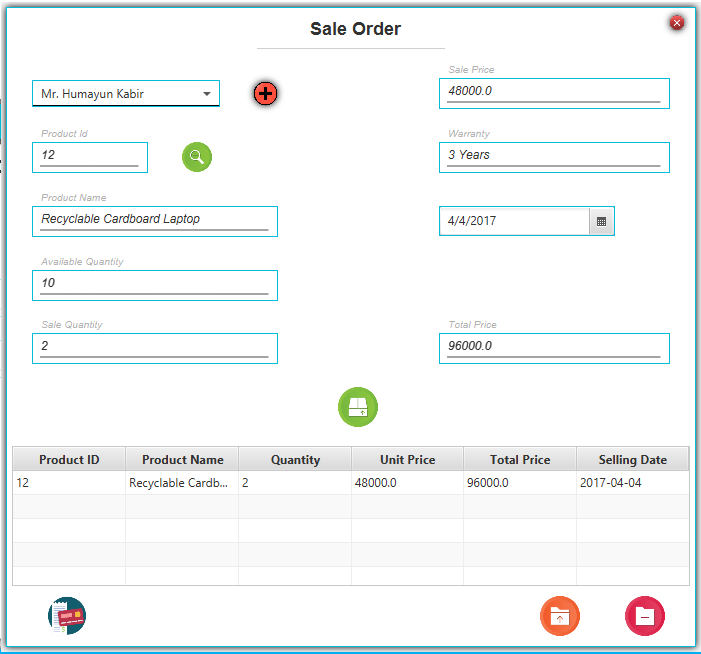 Sale Order
Mr. Humayun Kabir
Sale Price
48000.0
Product Id
12
Warranty
3 Years
Product Name
Recyclable Cardboard Laptop
4/4/2017
Available Quantity
10
Sale Quantity
2
Total Price
96000.0
Product ID Product Name Quantity Unit Price Total Price Selling Date
12 Recyclable Cardb... 2 48000.0 96000.0 2017-04-04